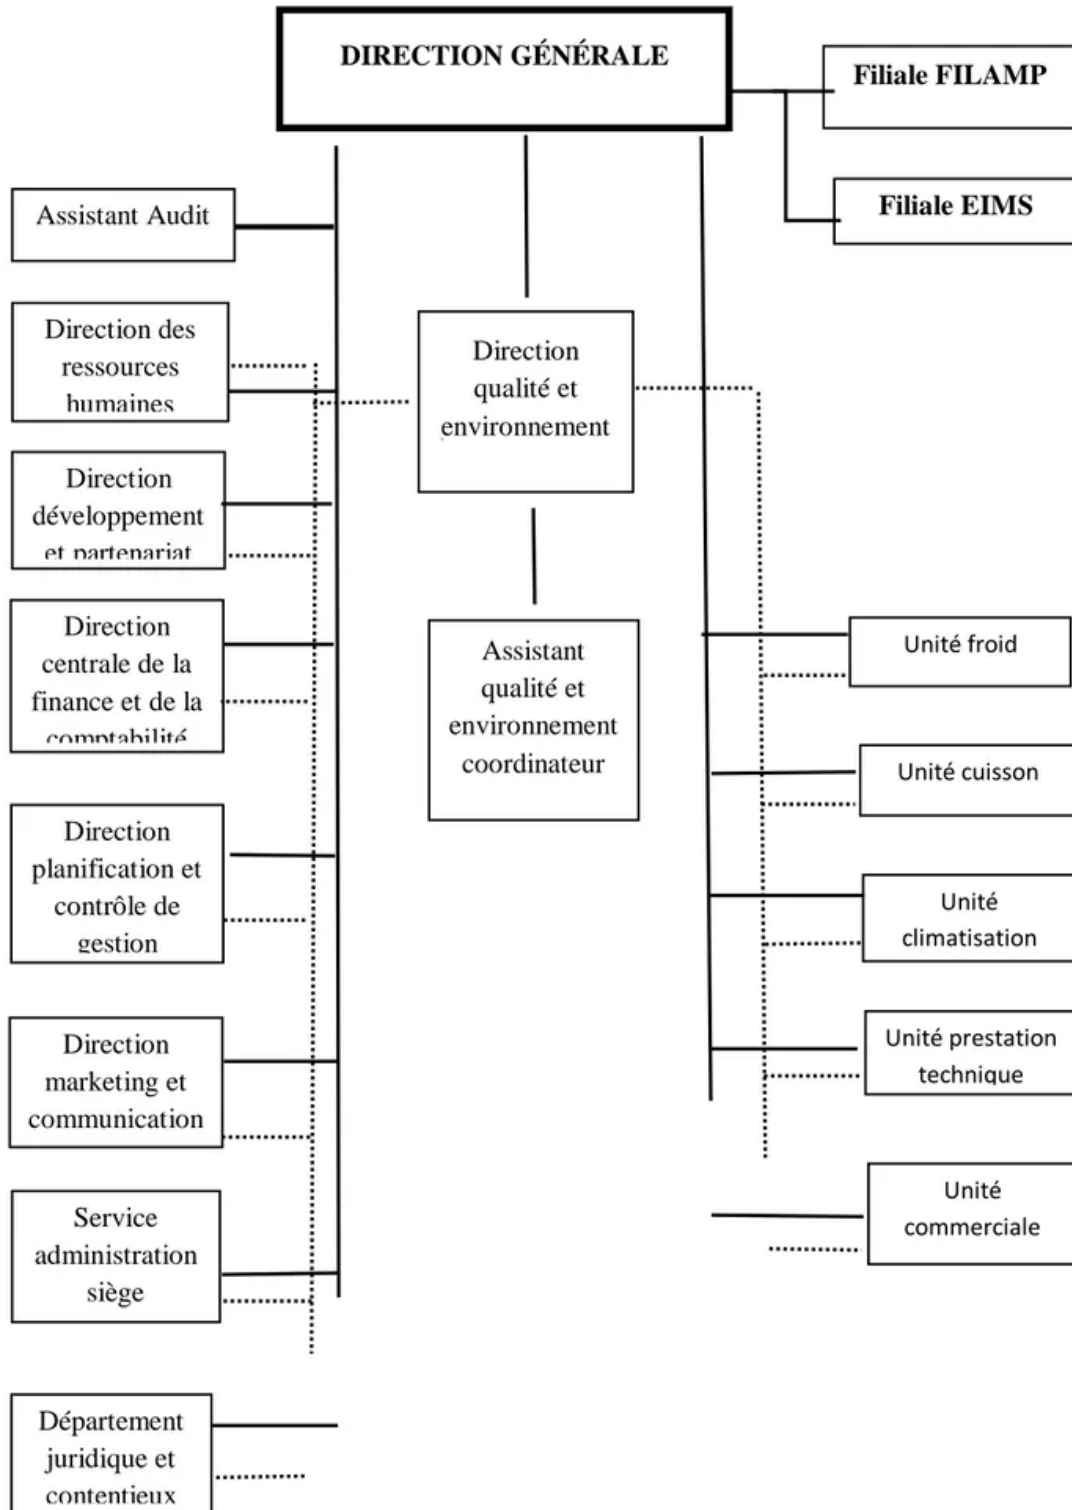 DIRECTION GÉNÉRALE
Filiale FILAMP
Filiale EIMS
Assistant Audit
Direction des
ressources
humaines
Direction
qualité et
environnement
Direction
développement
et partenariat
Direction
centrale de la
finance et de la
comptabilité
Assistant
qualité et
environnement
coordinateur
Unité froid
Unité cuisson
Direction
planification et
contrôle de
gestion
Unité
climatisation
Direction
marketing et
communication
Unité prestation
technique
Service
administration
siège
Unité
commerciale
Département
juridique et
contentieux